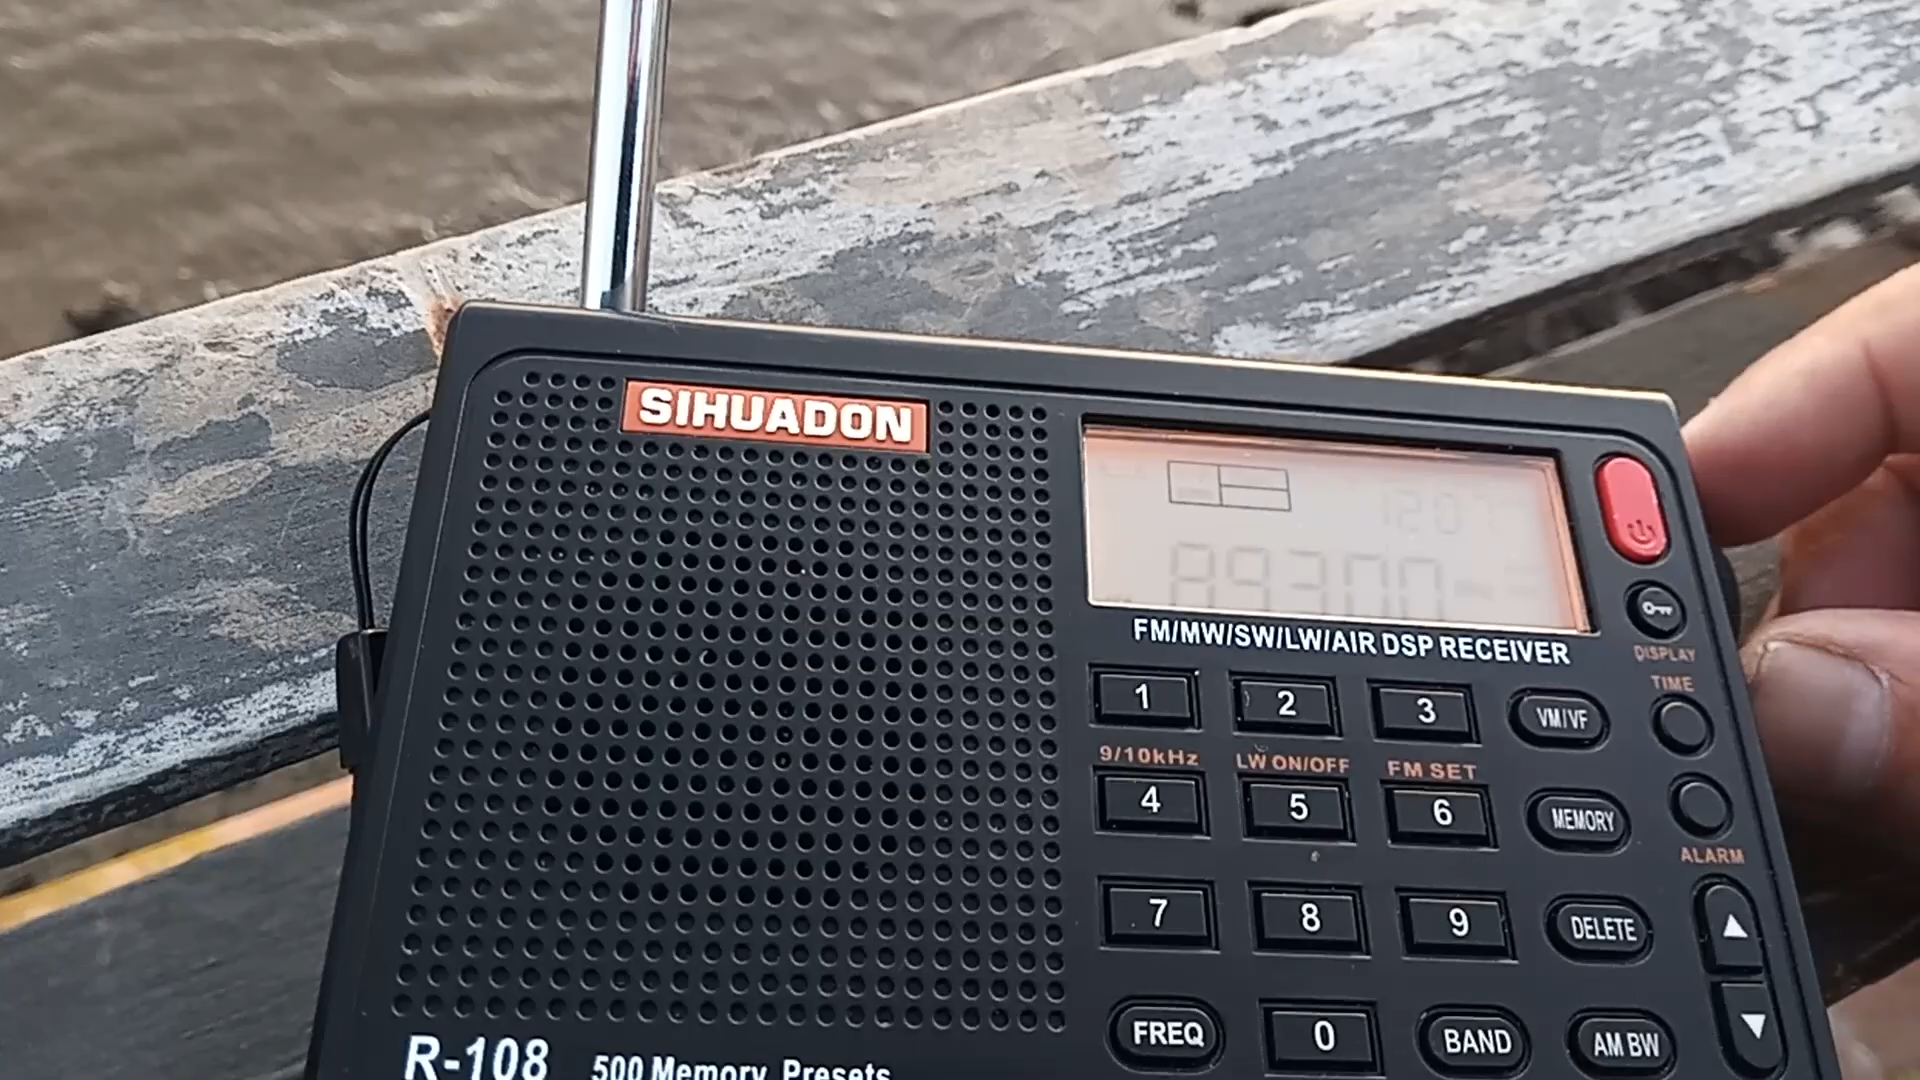 SIHUADON
FM/MW/SW/LW/AIR DSP RECEIVER
1 2 3 VM/VF
DISPLAY
TIME
9/10kHz LW ON/OFF FM SET
4 5 6 MEMORY
ALARM
7 8 9 DELETE
FREQ 0 BAND AM BW
R-108 500 Memory Presets